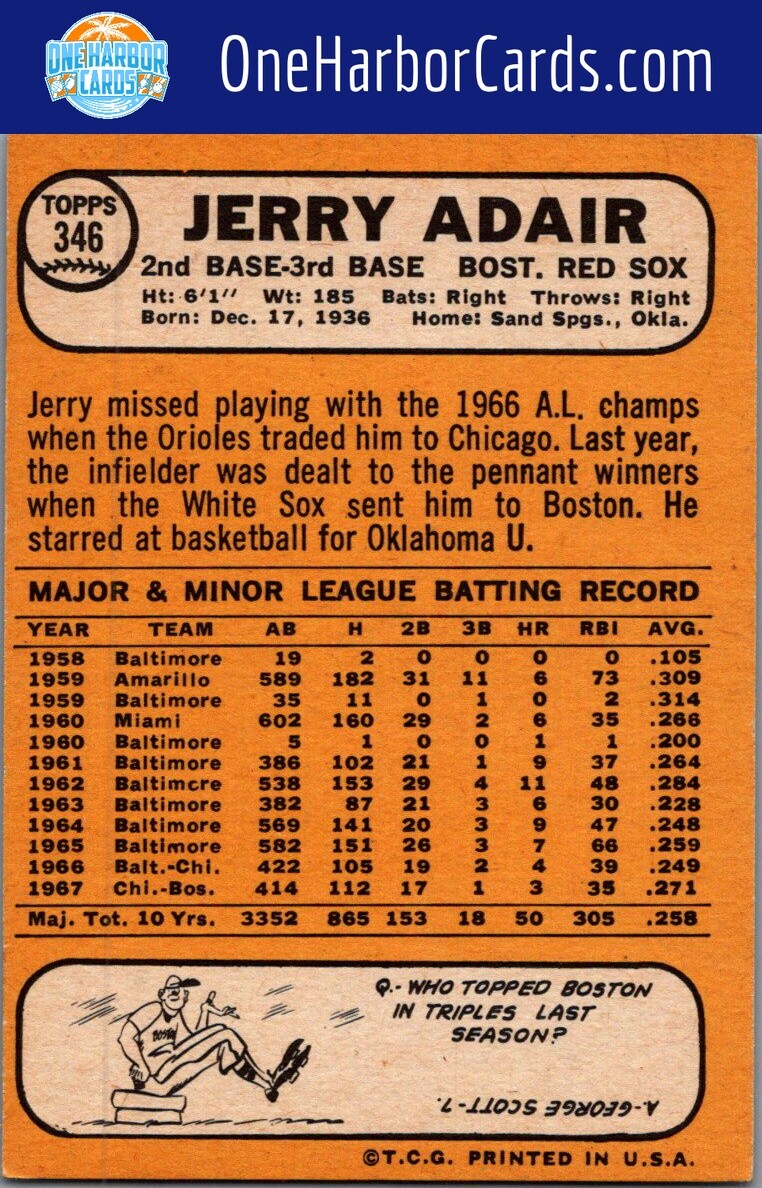 ONE HARBOR
CARDS
OneHarborCards.com
TOPPS
346
JERRY ADAIR
2nd BASE-3rd BASE BOST. RED SOX
Ht: 6'1" Wt: 185 Bats: Right Throws: Right
Born: Dec. 17, 1936 Home: Sand Spgs., Okla.
Jerry missed playing with the 1966 A.L. champs
when the Orioles traded him to Chicago. Last year,
the infielder was dealt to the pennant winners
when the White Sox sent him to Boston. He
starred at basketball for Oklahoma U.
MAJOR & MINOR LEAGUE BATTING RECORD
YEAR TEAM AB H 2B 3B HR RBI AVG.
1958 Baltimore 19 2 0 0 0 0 .105
1959 Amarillo 589 182 31 11 6 73 .309
1959 Baltimore 35 11 0 1 0 2 .314
1960 Miami 602 160 29 2 6 35 .266
1960 Baltimore 5 1 0 0 1 1 .200
1961 Baltimore 386 102 21 1 9 37 .264
1962 Baltimore 538 153 29 4 11 48 .284
1963 Baltimore 382 87 21 3 6 30 .228
1964 Baltimore 569 141 20 3 9 47 .248
1965 Baltimore 582 151 26 3 7 66 .259
1966 Balt.-Chi. 422 105 19 2 4 39 .249
1967 Chi.-Bos. 414 112 17 1 3 35 .271
Maj. Tot. 10 Yrs. 3352 865 153 18 50 305 .258
BOSTON
Q.- WHO TOPPED BOSTON
IN TRIPLES LAST
SEASON?
A-GEORGE SCOTT-7.
©T.C.G. PRINTED IN U.S.A.